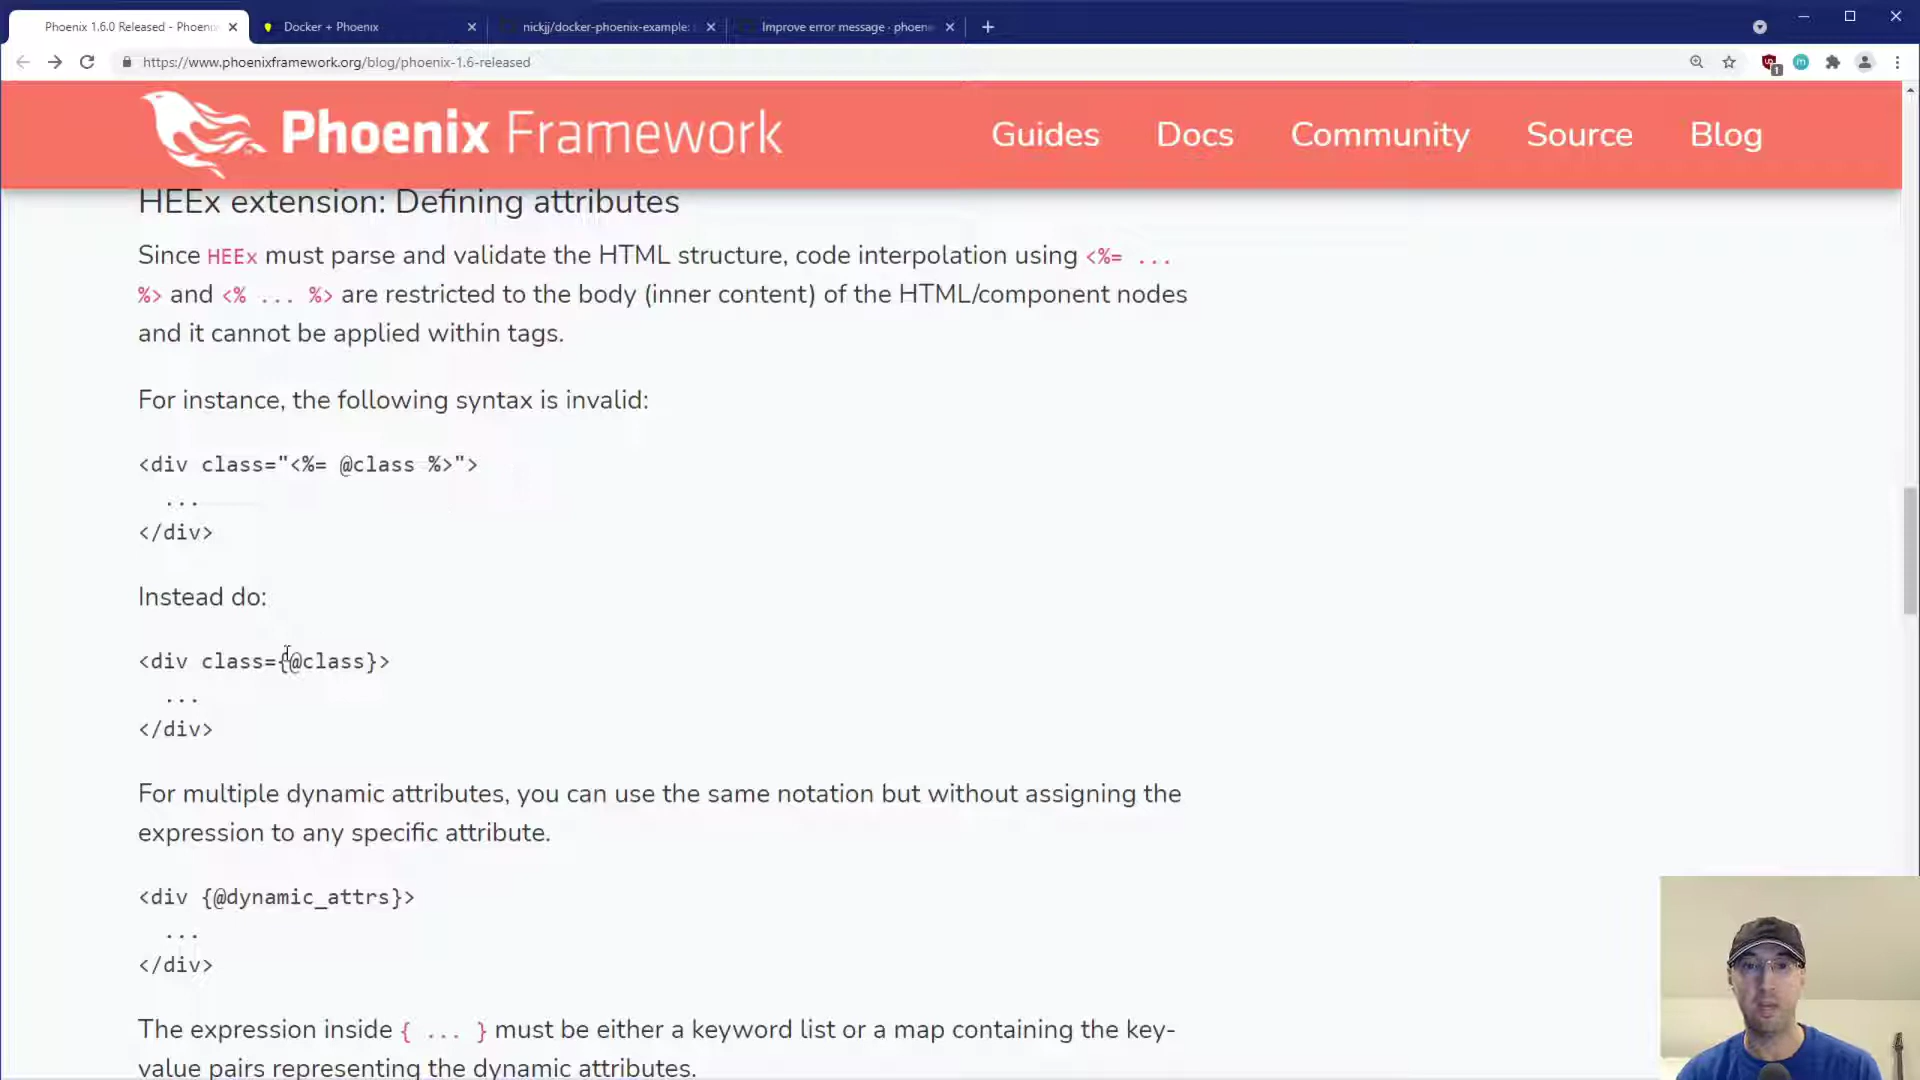 Phoenix 1.6.0 Released - Phoeni
Docker + Phoenix
nickjj/docker-phoenix-example:
Improve error message · phoen
https://www.phoenixframework.org/blog/phoenix-1.6-released
1
m
Phoenix Framework
Guides
Docs
Community
Source
Blog
HEEx extension: Defining attributes
Since HEEx must parse and validate the HTML structure, code interpolation using <%= ...
%> and <% ... %> are restricted to the body (inner content) of the HTML/component nodes
and it cannot be applied within tags.
For instance, the following syntax is invalid:
<div class="<%= @class %>">
...
</div>
Instead do:
<div class={@class}>
...
</div>
For multiple dynamic attributes, you can use the same notation but without assigning the
expression to any specific attribute.
<div {@dynamic_attrs}>
...
</div>
The expression inside { ... } must be either a keyword list or a map containing the key-
value pairs representing the dynamic attributes.